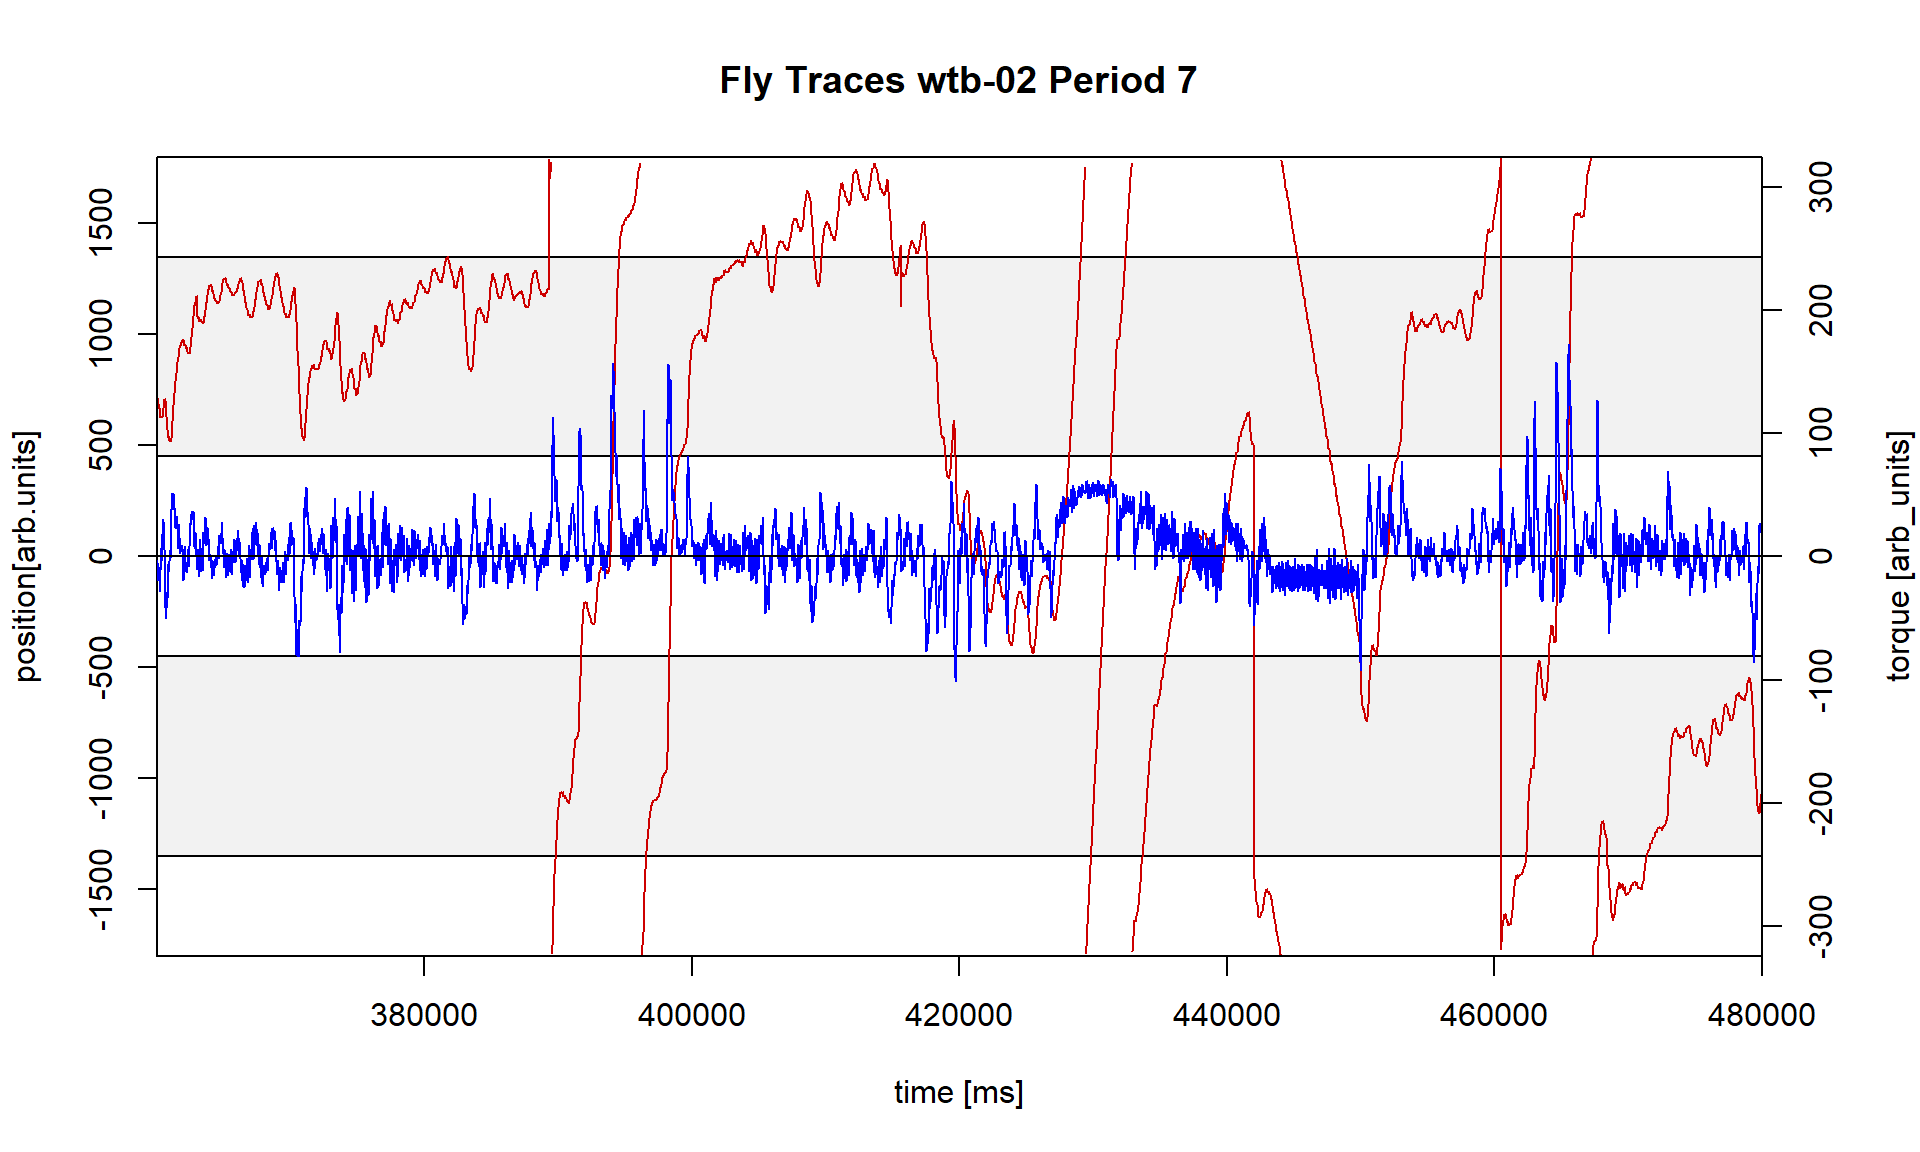 Fly Traces wtb-02 Period 7
position[arb.units]
1500
1000
500
0
-500
-1000
-1500
300
200
100
0
-100
-200
-300
torque [arb_units]
380000 400000 420000 440000 460000 480000
time [ms]